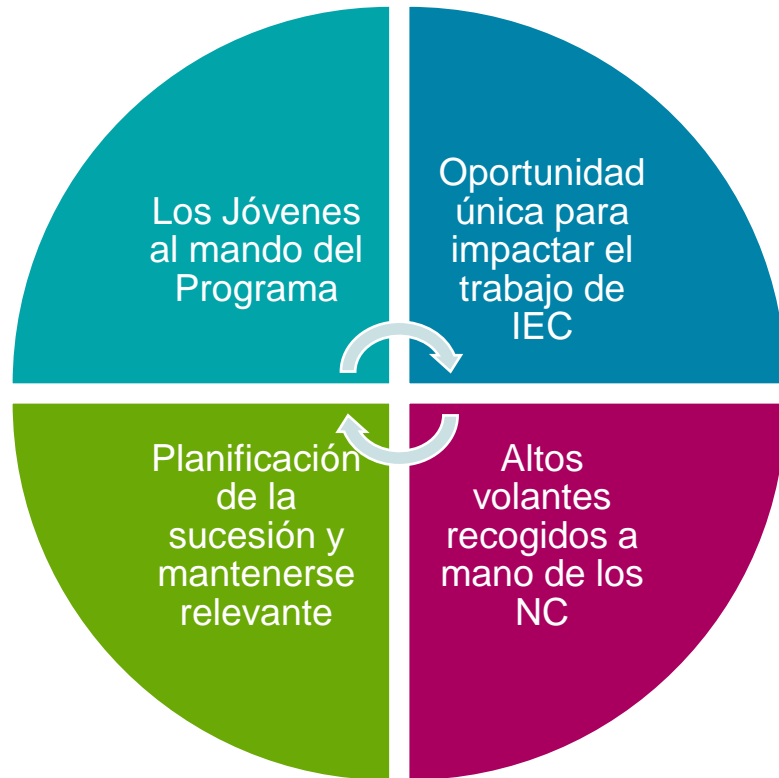 Los Jóvenes
al mando del
Programa
Oportunidad
única para
impactar el
trabajo de
IEC
Planificación
de la
sucesión y
mantenerse
relevante
Altos
volantes
recogidos a
mano de los
NC